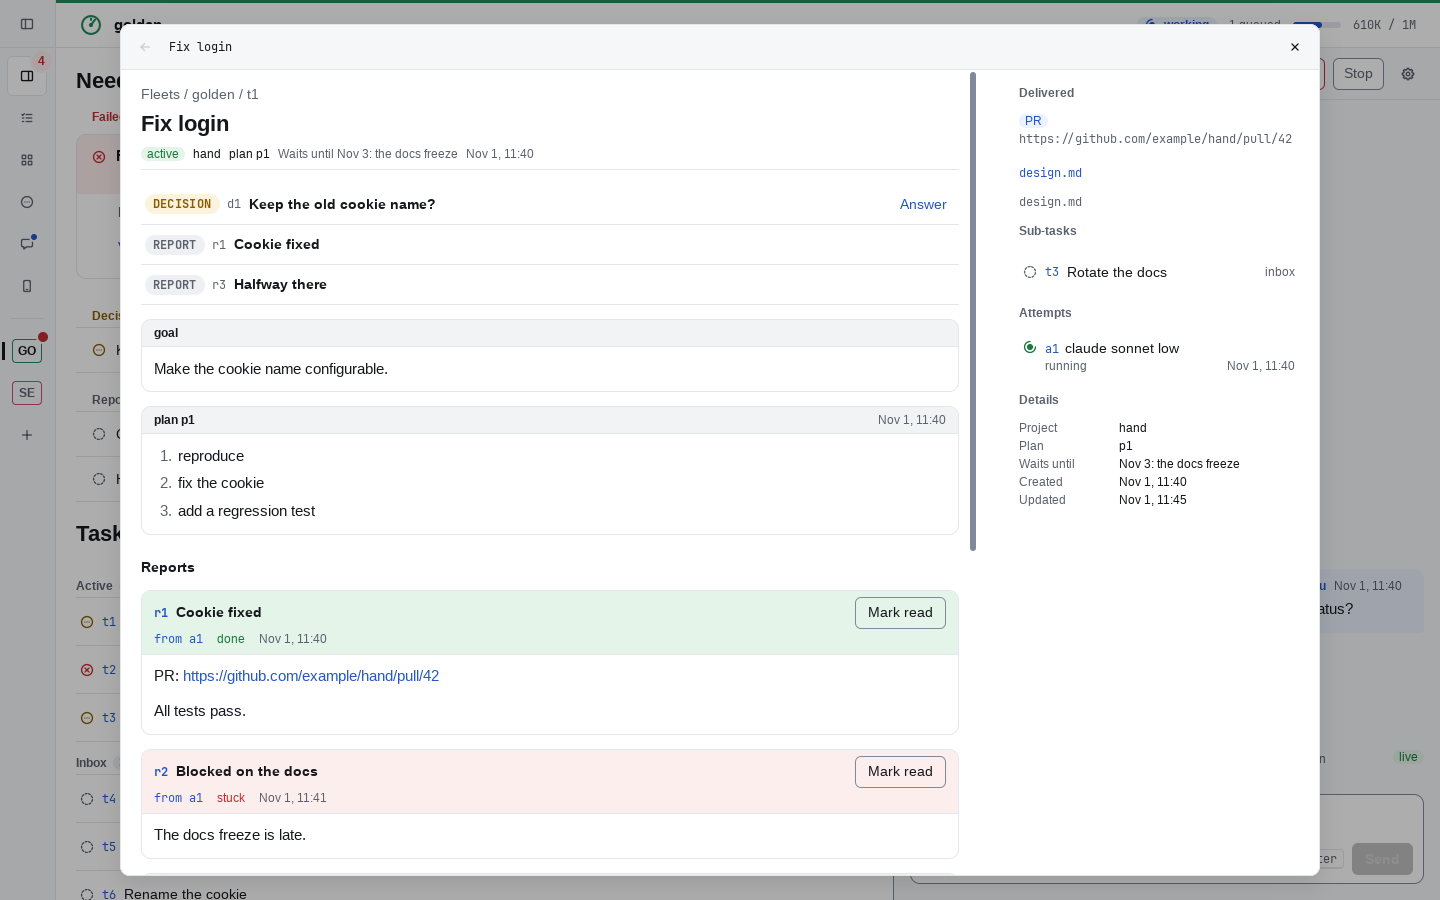 golden
working
1 queued
610K / 1M
4
Fix login
Fleets / golden / t1
Fix login
active hand plan p1 Waits until Nov 3: the docs freeze Nov 1, 11:40
DECISION d1 Keep the old cookie name? Answer
REPORT r1 Cookie fixed
REPORT r3 Halfway there
goal
Make the cookie name configurable.
plan p1 Nov 1, 11:40
1. reproduce
2. fix the cookie
3. add a regression test
Reports
r1 Cookie fixed Mark read
from a1 done Nov 1, 11:40
PR: https://github.com/example/hand/pull/42
All tests pass.
r2 Blocked on the docs Mark read
from a1 stuck Nov 1, 11:41
The docs freeze is late.
Delivered
PR
https://github.com/example/hand/pull/42
design.md
design.md
Sub-tasks
t3 Rotate the docs inbox
Attempts
a1 claude sonnet low
running Nov 1, 11:40
Details
Project hand
Plan p1
Waits until Nov 3: the docs freeze
Created Nov 1, 11:40
Updated Nov 1, 11:45
Stop
GO
SE
Active
t1
t2
t3
Inbox
t4
t5
t6 Rename the cookie
Nov 1, 11:40
live
Send